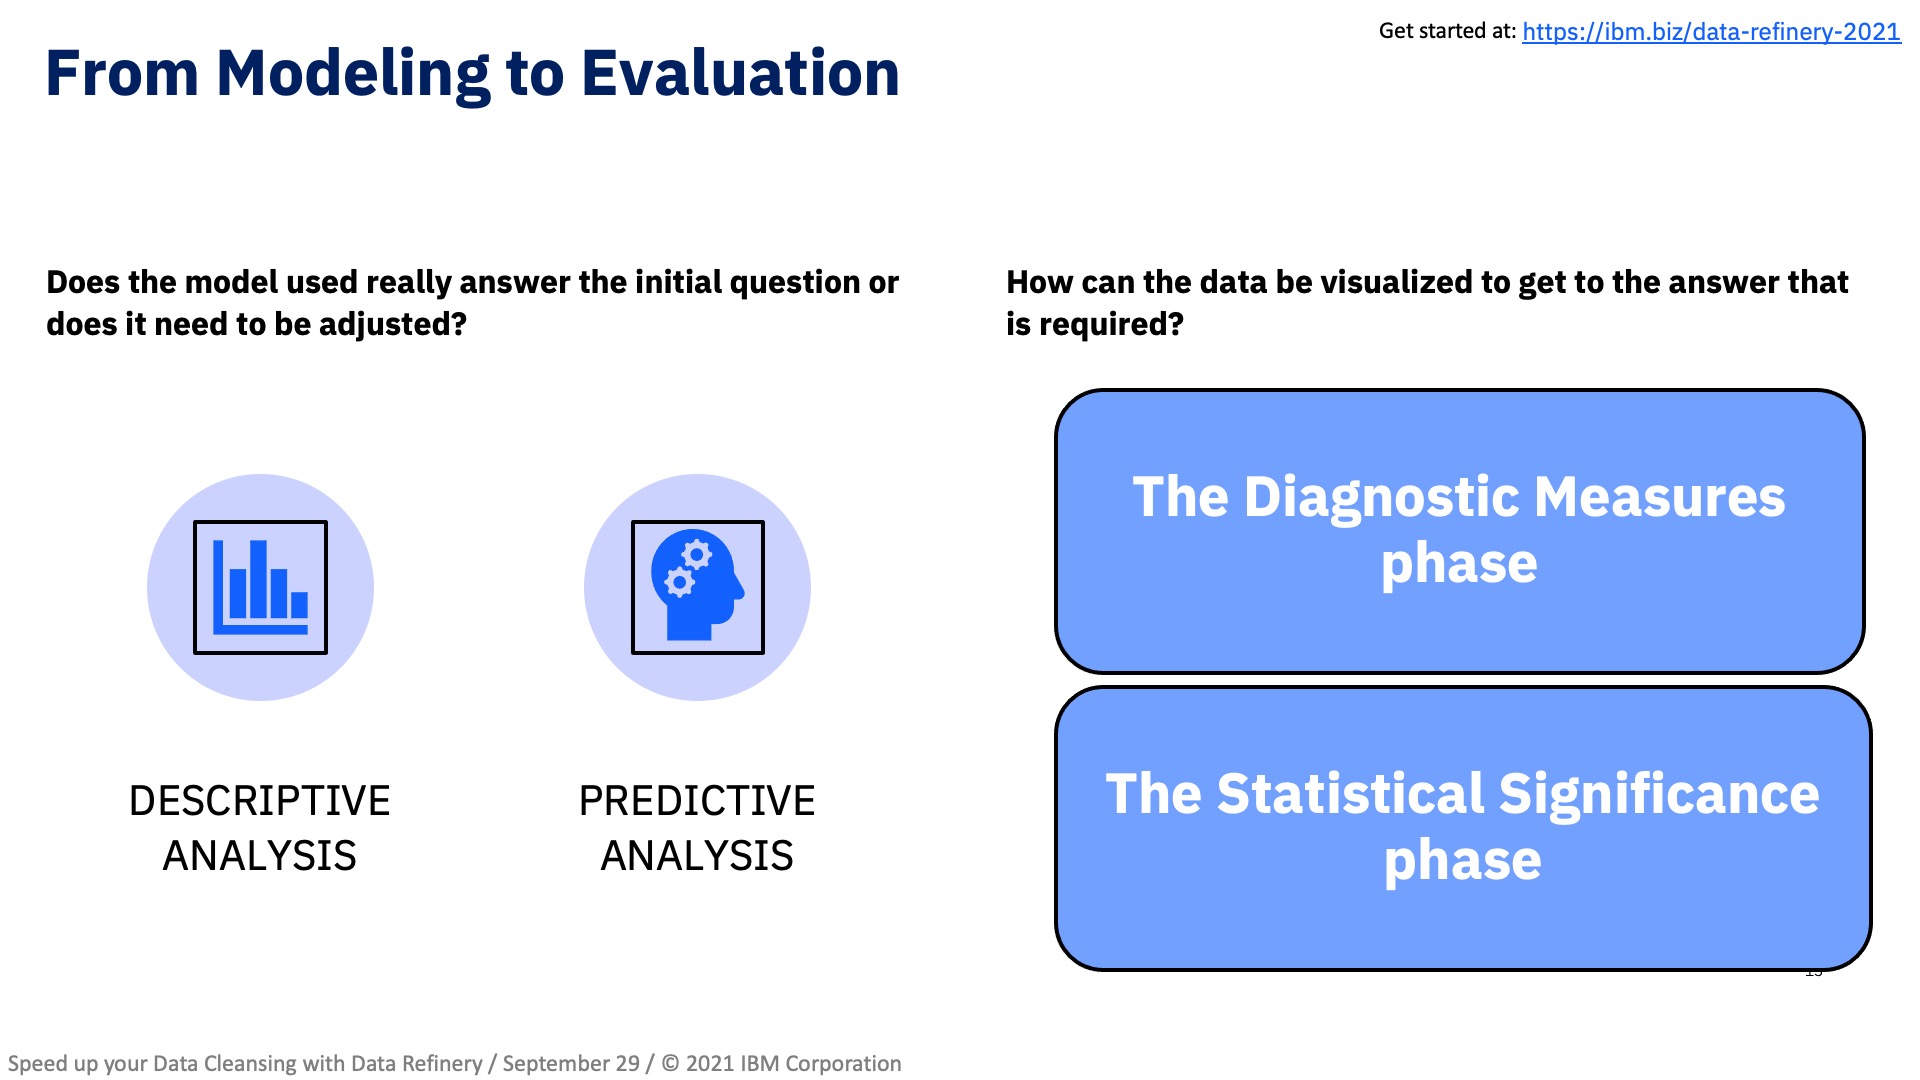 Get started at: https://ibm.biz/data-refinery-2021
From Modeling to Evaluation
Does the model used really answer the initial question or
does it need to be adjusted?
How can the data be visualized to get to the answer that
is required?
The Diagnostic Measures
phase
The Statistical Significance
phase
DESCRIPTIVE
ANALYSIS
PREDICTIVE
ANALYSIS
Speed up your Data Cleansing with Data Refinery / September 29 / © 2021 IBM Corporation